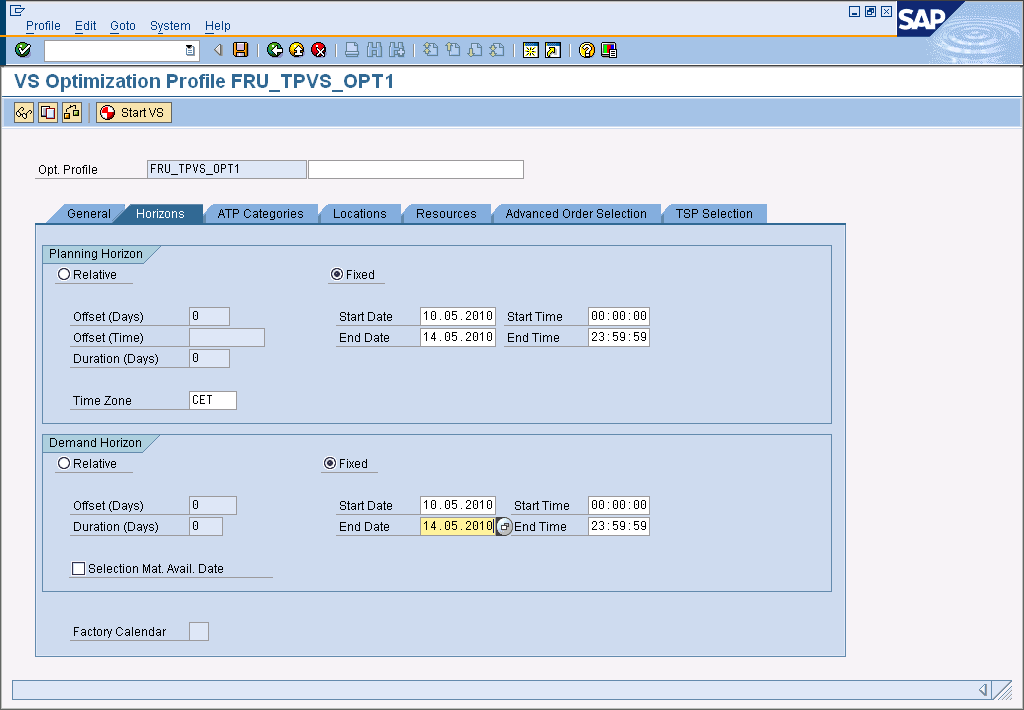 Profile Edit Goto System Help
SAP
VS Optimization Profile FRU_TPVS_OPT1
Start VS
Opt. Profile FRU_TPVS_OPT1
General Horizons ATP Categories Locations Resources Advanced Order Selection TSP Selection
Planning Horizon
Relative Fixed
Offset (Days) 0 Start Date 10.05.2010 Start Time 00:00:00
Offset (Time) End Date 14.05.2010 End Time 23:59:59
Duration (Days) 0
Time Zone CET
Demand Horizon
Relative Fixed
Offset (Days) 0 Start Date 10.05.2010 Start Time 00:00:00
Duration (Days) 0 End Date 14.05.2010 End Time 23:59:59
Selection Mat. Avail. Date
Factory Calendar